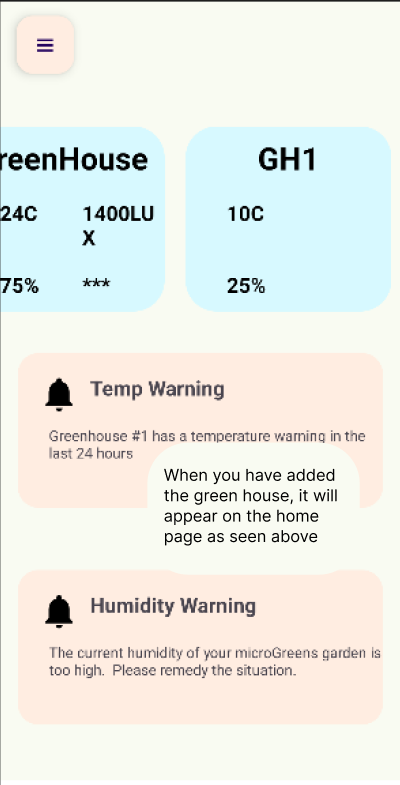 reenHouse
24C 1400LU
X
75% ***
GH1
10C
25%
Temp Warning
Greenhouse #1 has a temperature warning in the
last 24 hours
When you have added
the green house, it will
appear on the home
page as seen above
Humidity Warning
The current humidity of your microGreens garden is
too high. Please remedy the situation.